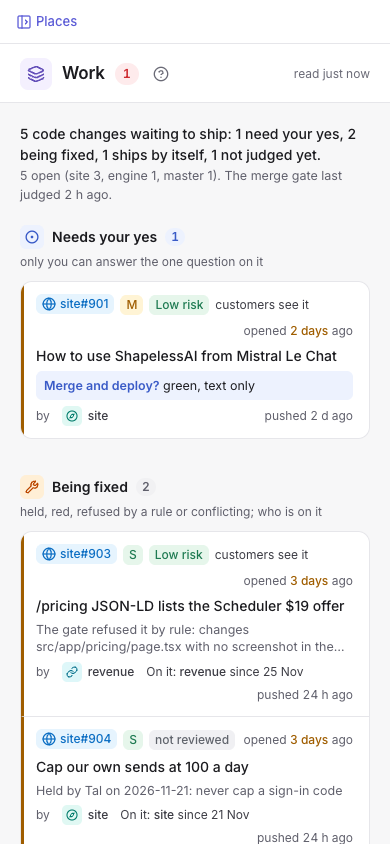 Places
Work 1 read just now
5 code changes waiting to ship: 1 need your yes, 2
being fixed, 1 ships by itself, 1 not judged yet.
5 open (site 3, engine 1, master 1). The merge gate last
judged 2 h ago.
Needs your yes 1
only you can answer the one question on it
site#901 M Low risk customers see it
opened 2 days ago
How to use ShapelessAI from Mistral Le Chat
Merge and deploy? green, text only
by site pushed 2 d ago
Being fixed 2
held, red, refused by a rule or conflicting; who is on it
site#903 S Low risk customers see it
opened 3 days ago
/pricing JSON-LD lists the Scheduler $19 offer
The gate refused it by rule: changes
src/app/pricing/page.tsx with no screenshot in the...
by revenue On it: revenue since 25 Nov
pushed 24 h ago
site#904 S not reviewed opened 3 days ago
Cap our own sends at 100 a day
Held by Tal on 2026-11-21: never cap a sign-in code
by site On it: site since 21 Nov
pushed 24 h ago